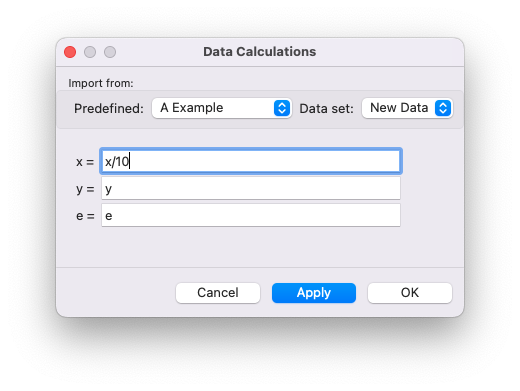 Data Calculations
Import from:
Predefined: A Example Data set: New Data
x = x/10
y = y
e = e
Cancel Apply OK